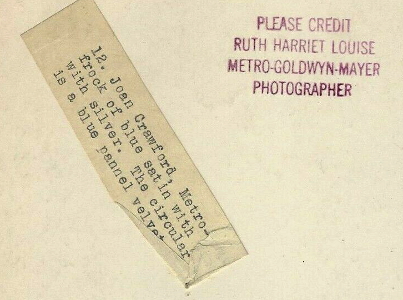 PLEASE CREDIT
RUTH HARRIET LOUISE
METRO-GOLDWYN-MAYER
PHOTOGRAPHER
12. Joan Crawford, Metro-
frock of blue satin with
with silver. The circular
is a blue pannel velvet